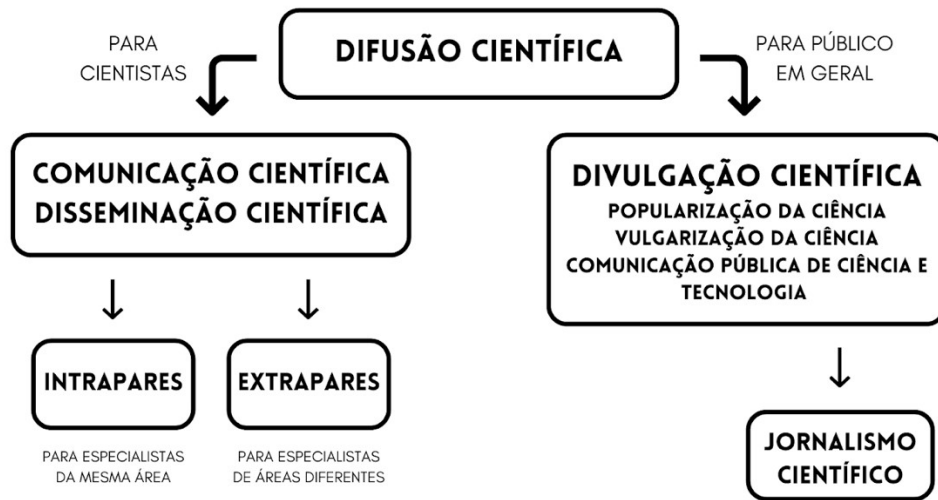 PARA
CIENTISTAS
DIFUSÃO CIENTÍFICA
PARA PÚBLICO
EM GERAL
COMUNICAÇÃO CIENTÍFICA
DISSEMINAÇÃO CIENTÍFICA
DIVULGAÇÃO CIENTÍFICA
POPULARIZAÇÃO DA CIÊNCIA
VULGARIZAÇÃO DA CIÊNCIA
COMUNICAÇÃO PÚBLICA DE CIÊNCIA E
TECNOLOGIA
INTRAPARES
PARA ESPECIALISTAS
DA MESMA ÁREA
EXTRAPARES
PARA ESPECIALISTAS
DE ÁREAS DIFERENTES
JORNALISMO
CIENTÍFICO